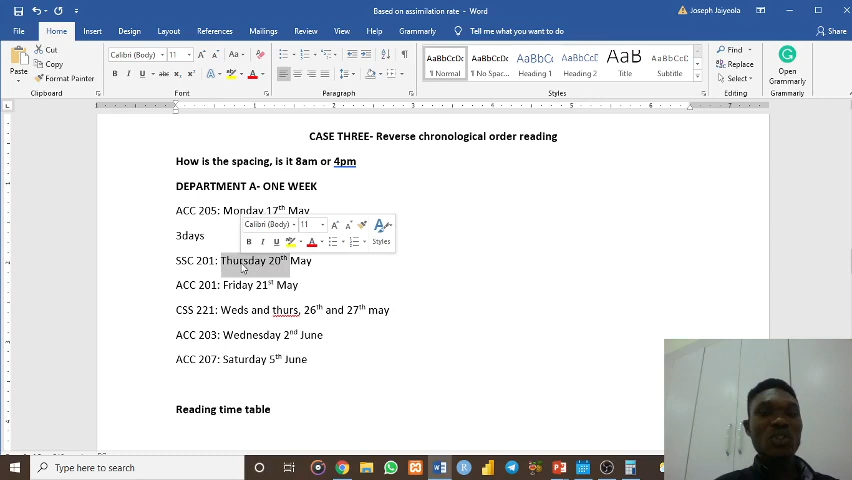 Based on assimilation rate - Word
Joseph Jaiyeola
File Home Insert Design Layout References Mailings Review View Help Grammarly Tell me what you want to do Share
Paste Cut Copy Format Painter
Calibri (Body) 11
Find Replace Select
AaBbCcDc AaBbCcDc AaBbCc AaBbCcC AaB AaBbCcD
¶ Normal ¶ No Spac... Heading 1 Heading 2 Title Subtitle
Open Grammarly
Clipboard Font Paragraph Styles Editing Grammarly
CASE THREE- Reverse chronological order reading
How is the spacing, is it 8am or 4pm
DEPARTMENT A- ONE WEEK
ACC 205: Monday 17th May
3days
Calibri (Body) 11
B I U Styles
SSC 201: Thursday 20th May
ACC 201: Friday 21st May
CSS 221: Weds and thurs, 26th and 27th may
ACC 203: Wednesday 2nd June
ACC 207: Saturday 5th June
Reading time table
Type here to search